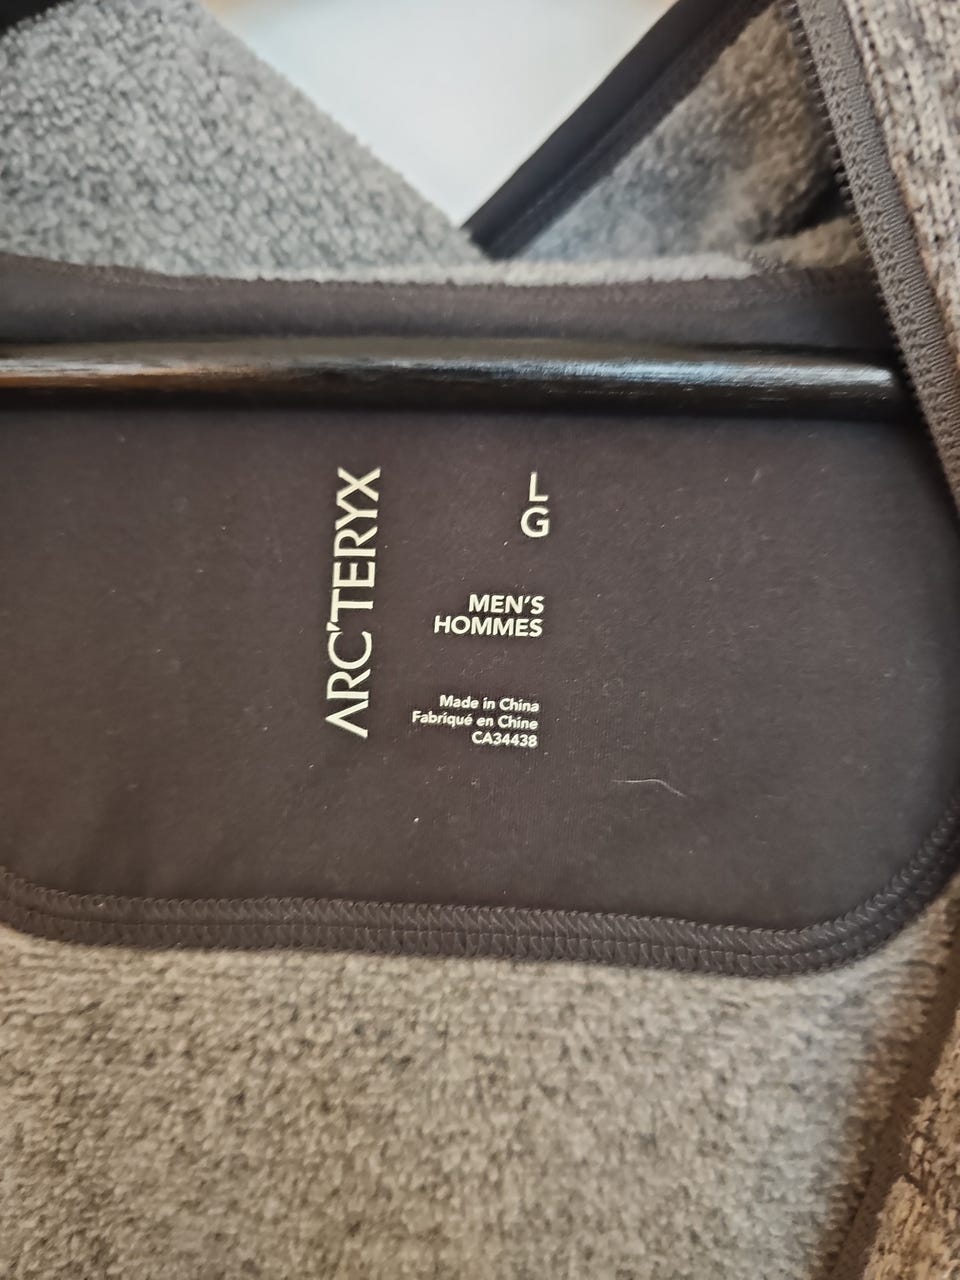 ARC'TERYX
L
G
MEN'S
HOMMES
Made in China
Fabriqué en Chine
CA34438